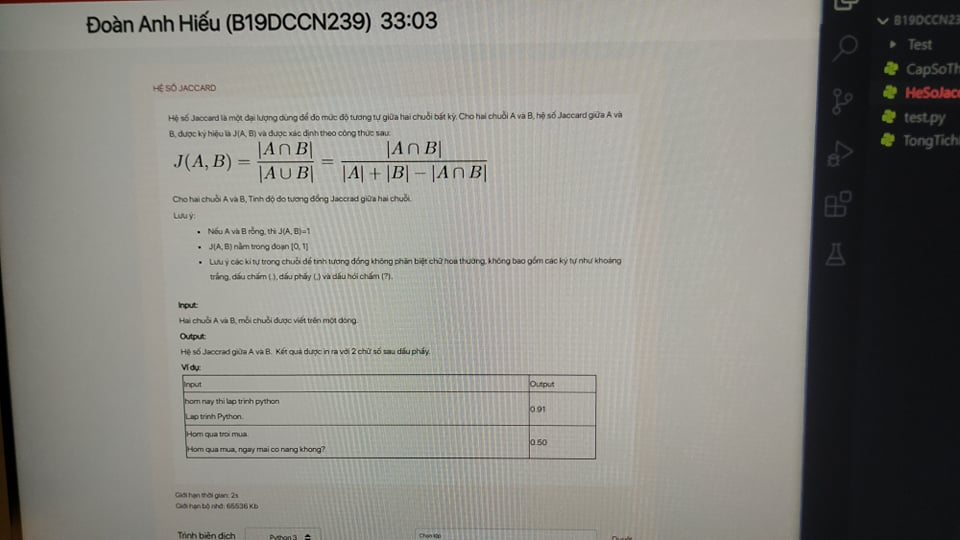 Đoàn Anh Hiếu (B19DCCN239) 33:03
HỆ SỐ JACCARD
Hệ số Jaccard là một đại lượng dùng để đo mức độ tương tự giữa hai chuỗi bất kỳ. Cho hai chuỗi A và B, hệ số Jaccard giữa A và
B, được ký hiệu là J(A, B) và được xác định theo công thức sau:
J(A, B) = |A ∩ B| / |A ∪ B| = |A ∩ B| / |A| + |B| − |A ∩ B|
Cho hai chuỗi A và B, Tính độ đo tương đồng Jaccrad giữa hai chuỗi.
Lưu ý:
• Nếu A và B rỗng, thì J(A, B)=1
• J(A, B) nằm trong đoạn [0, 1]
• Lưu ý các kí tự trong chuỗi để tính tương đồng không phân biệt chữ hoa thường, không bao gồm các ký tự như khoảng
trắng, dấu chấm (.), dấu phẩy (,) và dấu hỏi chấm (?).
Input:
Hai chuỗi A và B, mỗi chuỗi được viết trên một dòng.
Output:
Hệ số Jaccrad giữa A và B. Kết quả được in ra với 2 chữ số sau dấu phẩy.
Ví dụ:
Input Output
hom nay thi lap trinh python
Lap trinh Python.
0.91
Hom qua troi mua.
Hom qua mua, ngay mai co nang khong?
0.50
Giới hạn thời gian: 2s
Giới hạn bộ nhớ: 65536 Kb
Trình biên dịch Python 3
Chọn tệp
B19DCCN23
Test
CapSoTh
HeSoJac
test.py
TongTich